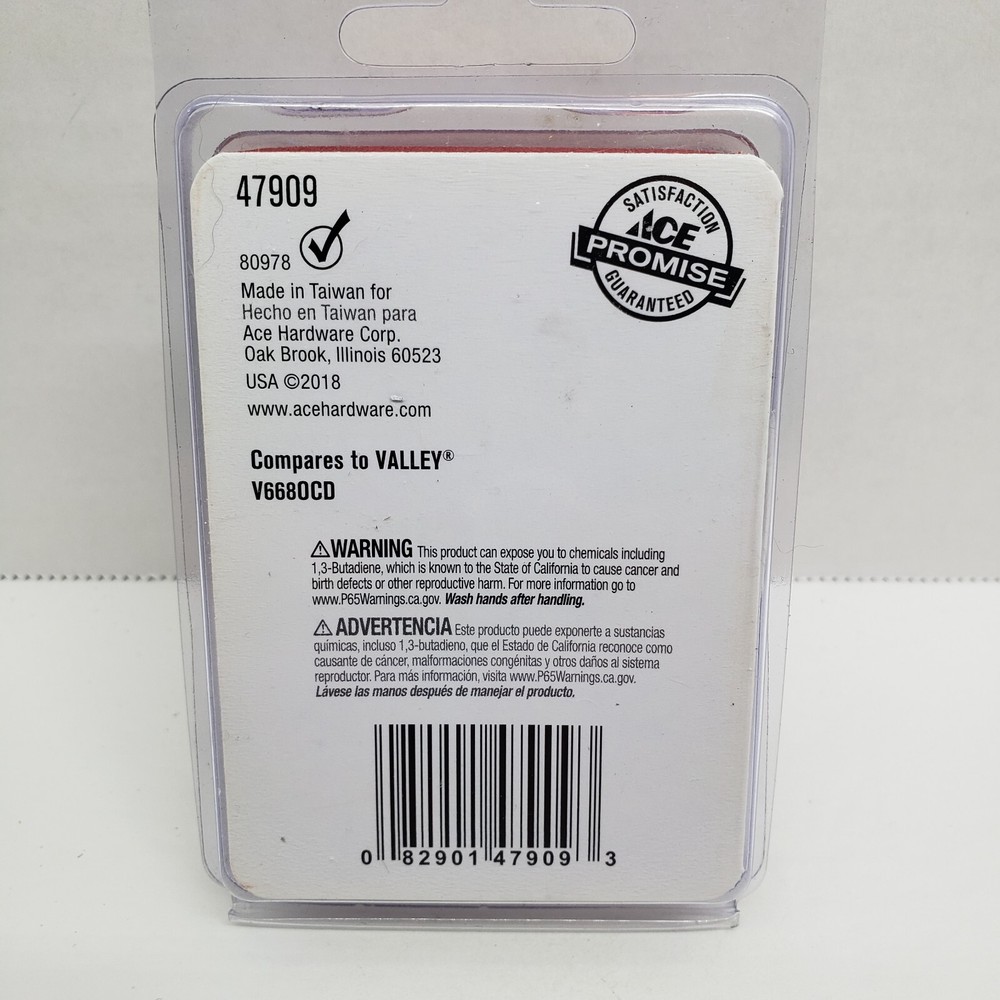 47909
SATISFACTION
ACE
PROMISE
GUARANTEED
80978
Made in Taiwan for
Hecho en Taiwan para
Ace Hardware Corp.
Oak Brook, Illinois 60523
USA ©2018
www.acehardware.com
Compares to VALLEY®
V6680CD
⚠WARNING This product can expose you to chemicals including
1,3-Butadiene, which is known to the State of California to cause cancer and
birth defects or other reproductive harm. For more information go to
www.P65Warnings.ca.gov. Wash hands after handling.
⚠ADVERTENCIA Este producto puede exponerte a sustancias
químicas, incluso 1,3-butadieno, que el Estado de California reconoce como
causante de cáncer, malformaciones congénitas y otros daños al sistema
reproductor. Para más información, visita www.P65Warnings.ca.gov.
Lávese las manos después de manejar el producto.
0 82901 47909 3